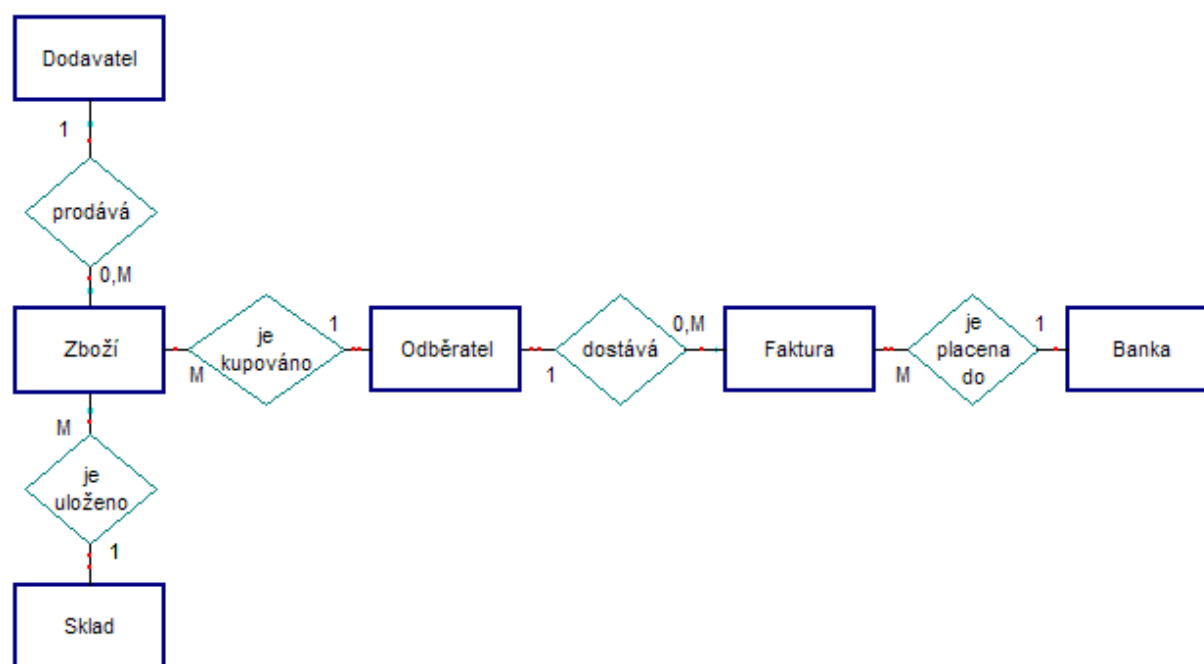 Dodavatel
1
prodává
0,M
Zboží
M
je
kupováno
1
Odběratel
1
dostává
0,M
Faktura
M
je
placena
do
1
Banka
M
je
uloženo
1
Sklad